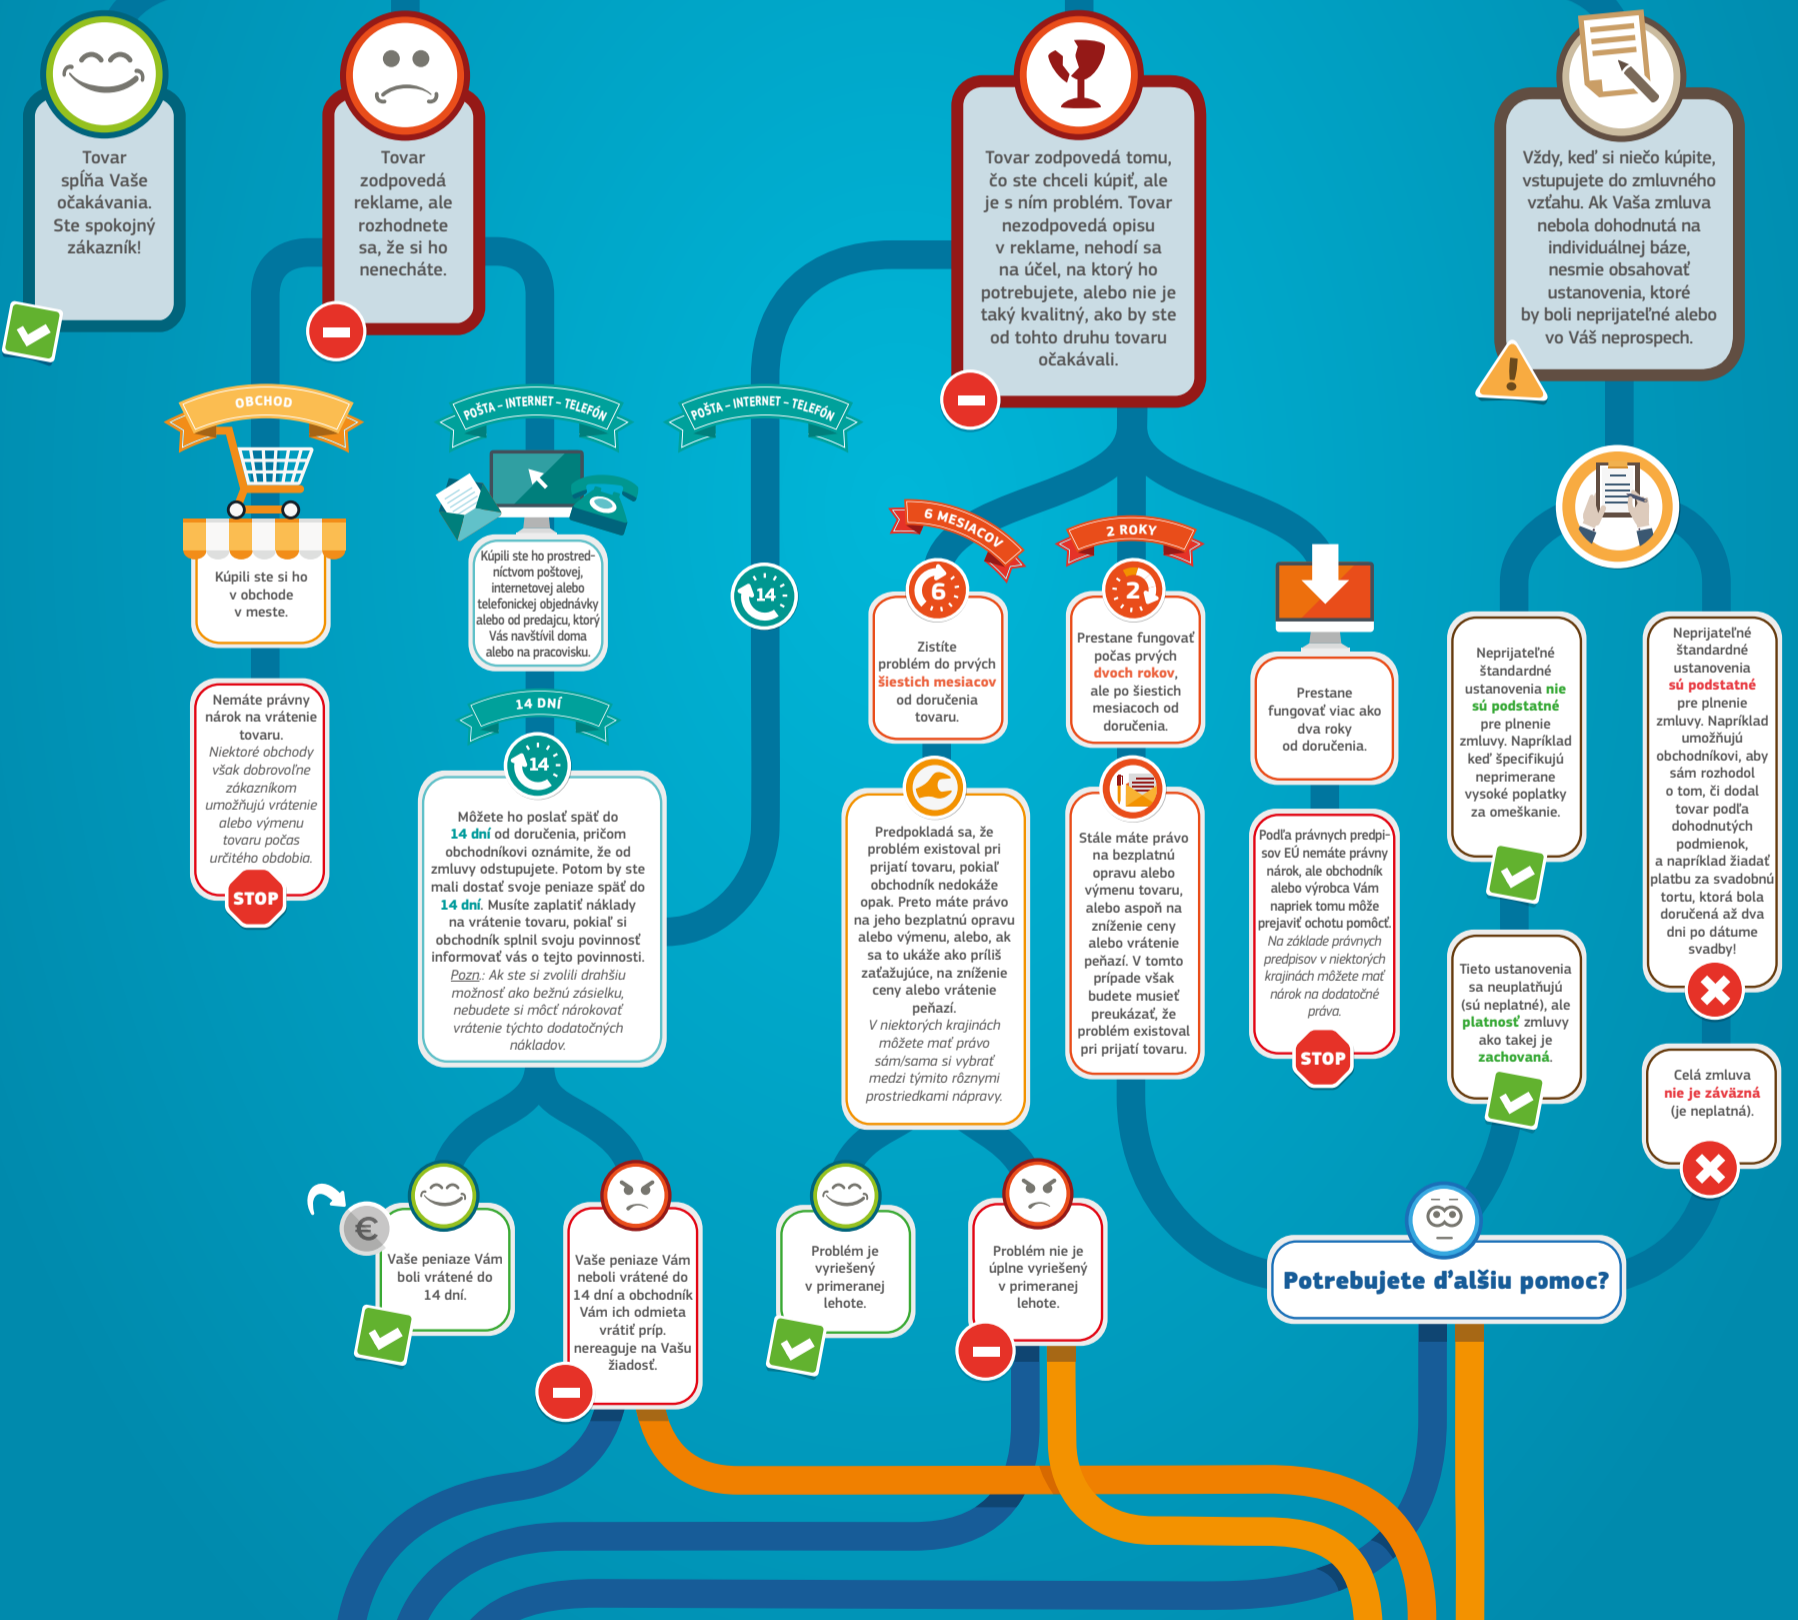 Tovar
spĺňa Vaše
očakávania.
Ste spokojný
zákazník!
Tovar
zodpovedá
reklame, ale
rozhodnete
sa, že si ho
nenecháte.
Tovar zodpovedá tomu,
čo ste chceli kúpiť, ale
je s ním problém. Tovar
nezodpovedá opisu
v reklame, nehodí sa
na účel, na ktorý ho
potrebujete, alebo nie je
taký kvalitný, ako by ste
od tohto druhu tovaru
očakávali.
Vždy, keď si niečo kúpite,
vstupujete do zmluvného
vzťahu. Ak Vaša zmluva
nebola dohodnutá na
individuálnej báze,
nesmie obsahovať
ustanovenia, ktoré
by boli neprijateľné alebo
vo Váš neprospech.
OBCHOD
Kúpili ste si ho
v obchode
v meste.
Nemáte právny
nárok na vrátenie
tovaru.
Niektoré obchody
však dobrovoľne
zákazníkom
umožňujú vrátenie
alebo výmenu
tovaru počas
určitého obdobia.
STOP
POŠTA – INTERNET – TELEFÓN
Kúpili ste ho prostred-
níctvom poštovej,
internetovej alebo
telefonickej objednávky
alebo od predajcu, ktorý
Vás navštívil doma
alebo na pracovisku.
14 DNÍ
14
Môžete ho poslať späť do
14 dní od doručenia, pričom
obchodníkovi oznámite, že od
zmluvy odstupujete. Potom by ste
mali dostať svoje peniaze späť do
14 dní. Musíte zaplatiť náklady
na vrátenie tovaru, pokiaľ si
obchodník splnil svoju povinnosť
informovať vás o tejto povinnosti.
Pozn.: Ak ste si zvolili drahšiu
možnosť ako bežnú zásielku,
nebudete si môcť nárokovať
vrátenie týchto dodatočných
nákladov.
POŠTA – INTERNET – TELEFÓN
14
€
Vaše peniaze Vám
boli vrátené do
14 dní.
Vaše peniaze Vám
neboli vrátené do
14 dní a obchodník
Vám ich odmieta
vrátiť príp.
nereaguje na Vašu
žiadosť.
6 MESIACOV
6
Zistíte
problém do prvých
šiestich mesiacov
od doručenia
tovaru.
Predpokladá sa, že
problém existoval pri
prijatí tovaru, pokiaľ
obchodník nedokáže
opak. Preto máte právo
na jeho bezplatnú opravu
alebo výmenu, alebo, ak
sa to ukáže ako príliš
zaťažujúce, na zníženie
ceny alebo vrátenie
peňazí.
V niektorých krajinách
môžete mať právo
sám/sama si vybrať
medzi týmito rôznymi
prostriedkami nápravy.
Problém je
vyriešený
v primeranej
lehote.
Problém nie je
úplne vyriešený
v primeranej
lehote.
2 ROKY
2
Prestane fungovať
počas prvých
dvoch rokov,
ale po šiestich
mesiacoch od
doručenia.
Stále máte právo
na bezplatnú
opravu alebo
výmenu tovaru,
alebo aspoň na
zníženie ceny
alebo vrátenie
peňazí. V tomto
prípade však
budete musieť
preukázať, že
problém existoval
pri prijatí tovaru.
Prestane
fungovať viac ako
dva roky
od doručenia.
Podľa právnych predpi-
sov EÚ nemáte právny
nárok, ale obchodník
alebo výrobca Vám
napriek tomu môže
prejaviť ochotu pomôcť.
Na základe právnych
predpisov v niektorých
krajinách môžete mať
nárok na dodatočné
práva.
STOP
Neprijateľné
štandardné
ustanovenia nie
sú podstatné
pre plnenie
zmluvy. Napríklad
keď špecifikujú
neprimerane
vysoké poplatky
za omeškanie.
Tieto ustanovenia
sa neuplatňujú
(sú neplatné), ale
platnosť zmluvy
ako takej je
zachovaná.
Neprijateľné
štandardné
ustanovenia
sú podstatné
pre plnenie
zmluvy. Napríklad
umožňujú
obchodníkovi, aby
sám rozhodol
o tom, či dodal
tovar podľa
dohodnutých
podmienok,
a napríklad žiadať
platbu za svadobnú
tortu, ktorá bola
doručená až dva
dni po dátume
svadby!
Celá zmluva
nie je záväzná
(je neplatná).
Potrebujete ďalšiu pomoc?